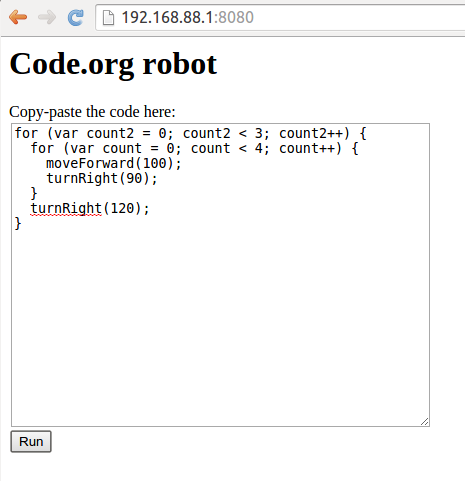 192.168.88.1:8080
Code.org robot
Copy-paste the code here:
for (var count2 = 0; count2 < 3; count2++) {
  for (var count = 0; count < 4; count++) {
    moveForward(100);
    turnRight(90);
  }
  turnRight(120);
}
Run